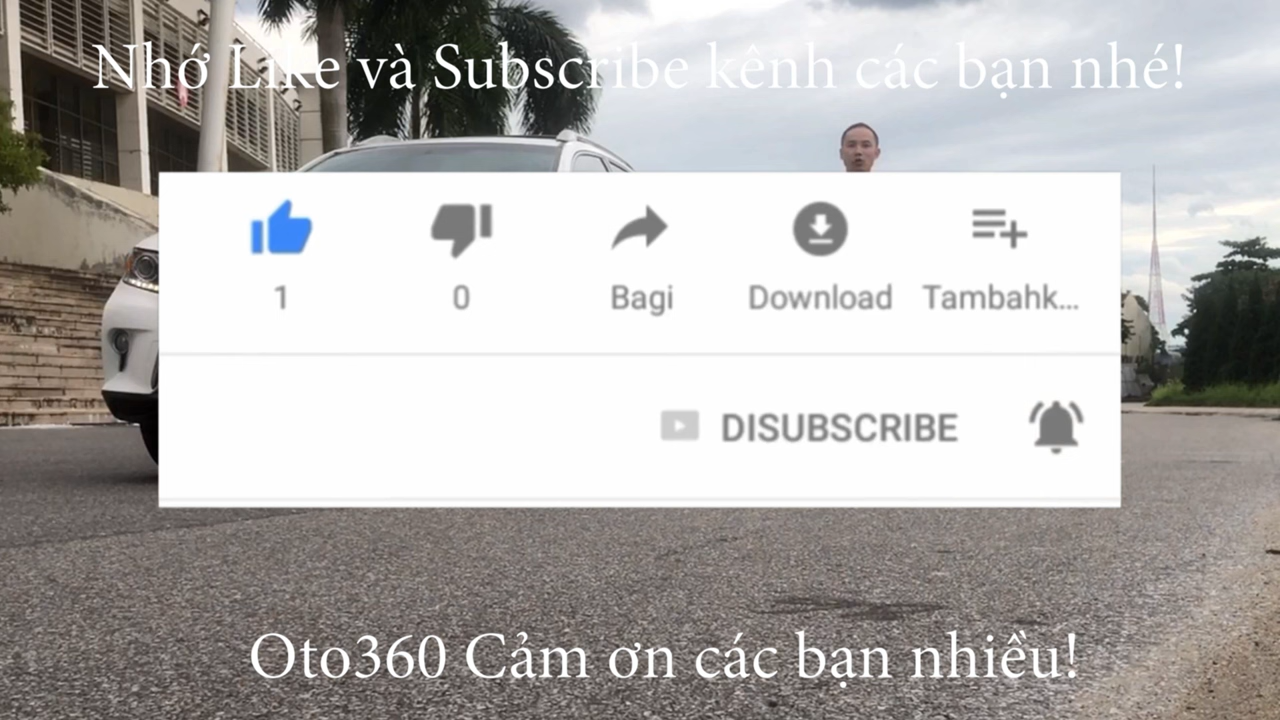 Nhớ Like và Subscribe kênh các bạn nhé!
1 0 Bagi Download Tambahk...
DISUBSCRIBE
Oto360 Cảm ơn các bạn nhiều!